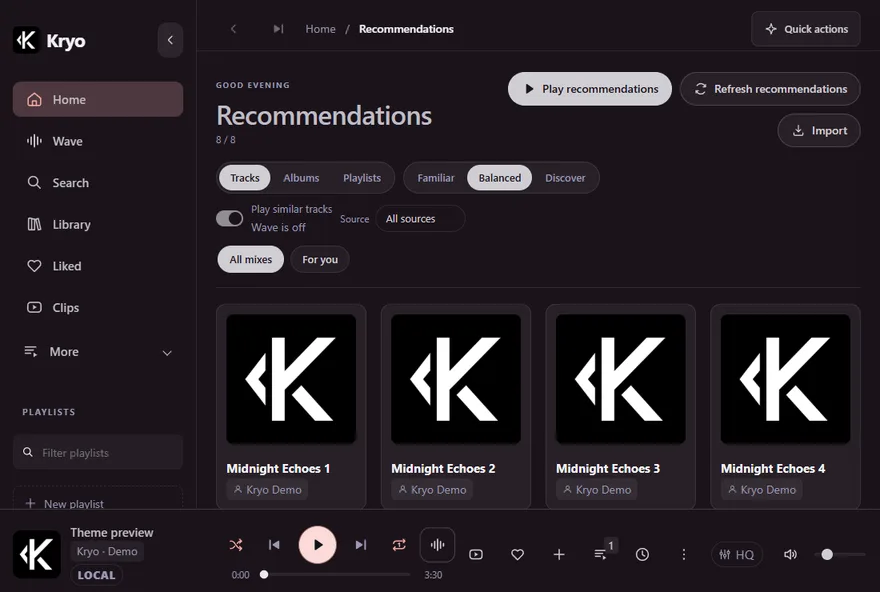 Kryo
Home / Recommendations
Quick actions
Home
Wave
Search
Library
Liked
Clips
More
PLAYLISTS
Filter playlists
New playlist
GOOD EVENING
Recommendations
8 / 8
Play recommendations
Refresh recommendations
Import
Tracks Albums Playlists
Familiar Balanced Discover
Play similar tracks
Wave is off
Source
All sources
All mixes
For you
Midnight Echoes 1
Kryo Demo
Midnight Echoes 2
Kryo Demo
Midnight Echoes 3
Kryo Demo
Midnight Echoes 4
Kryo Demo
Theme preview
Kryo · Demo
LOCAL
0:00
3:30
1
HQ